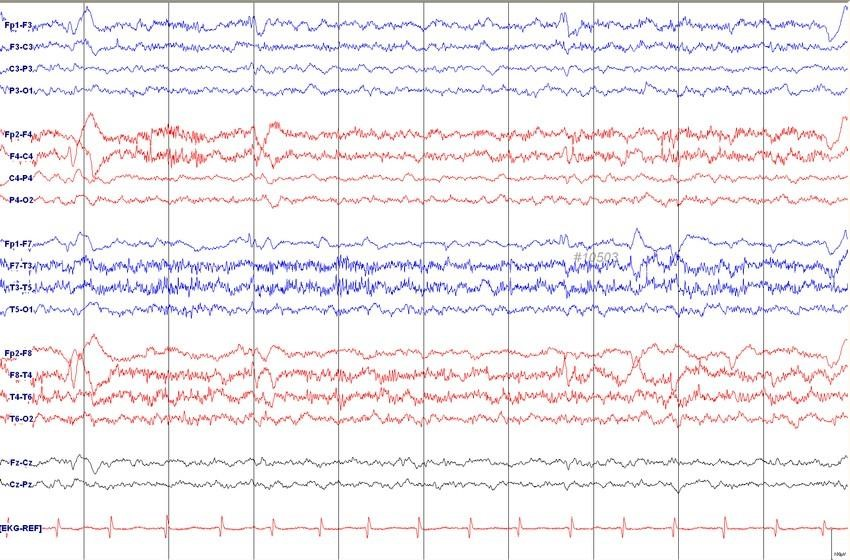 Fp1-F3
F3-C3
C3-P3
P3-O1
Fp2-F4
F4-C4
C4-P4
P4-O2
Fp1-F7
#10503
F7-T3
T3-T5
T5-O1
Fp2-F8
F8-T4
T4-T6
T6-O2
Fz-Cz
Cz-Pz
[EKG-REF]